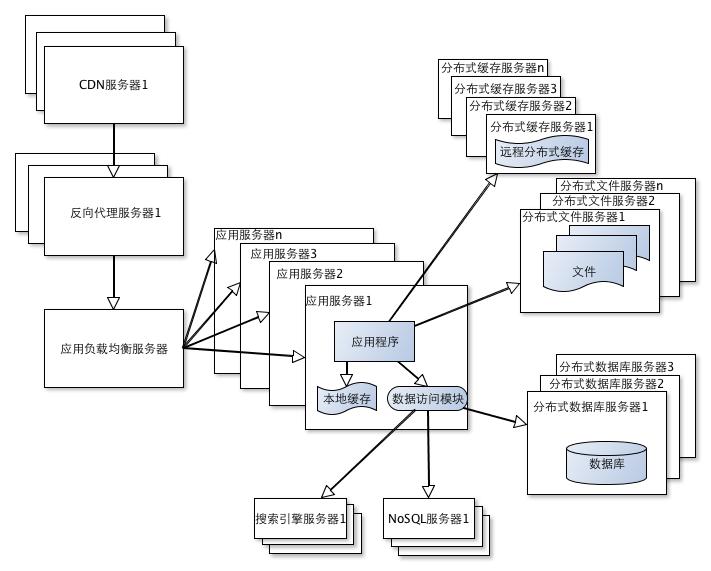 CDN服务器1
反向代理服务器1
应用负载均衡服务器
应用服务器n
应用服务器3
应用服务器2
应用服务器1
应用程序
本地缓存
数据访问模块
分布式缓存服务器n
分布式缓存服务器3
分布式缓存服务器2
分布式缓存服务器1
远程分布式缓存
分布式文件服务器n
分布式文件服务器2
分布式文件服务器1
文件
分布式数据库服务器3
分布式数据库服务器2
分布式数据库服务器1
数据库
搜索引擎服务器1
NoSQL服务器1